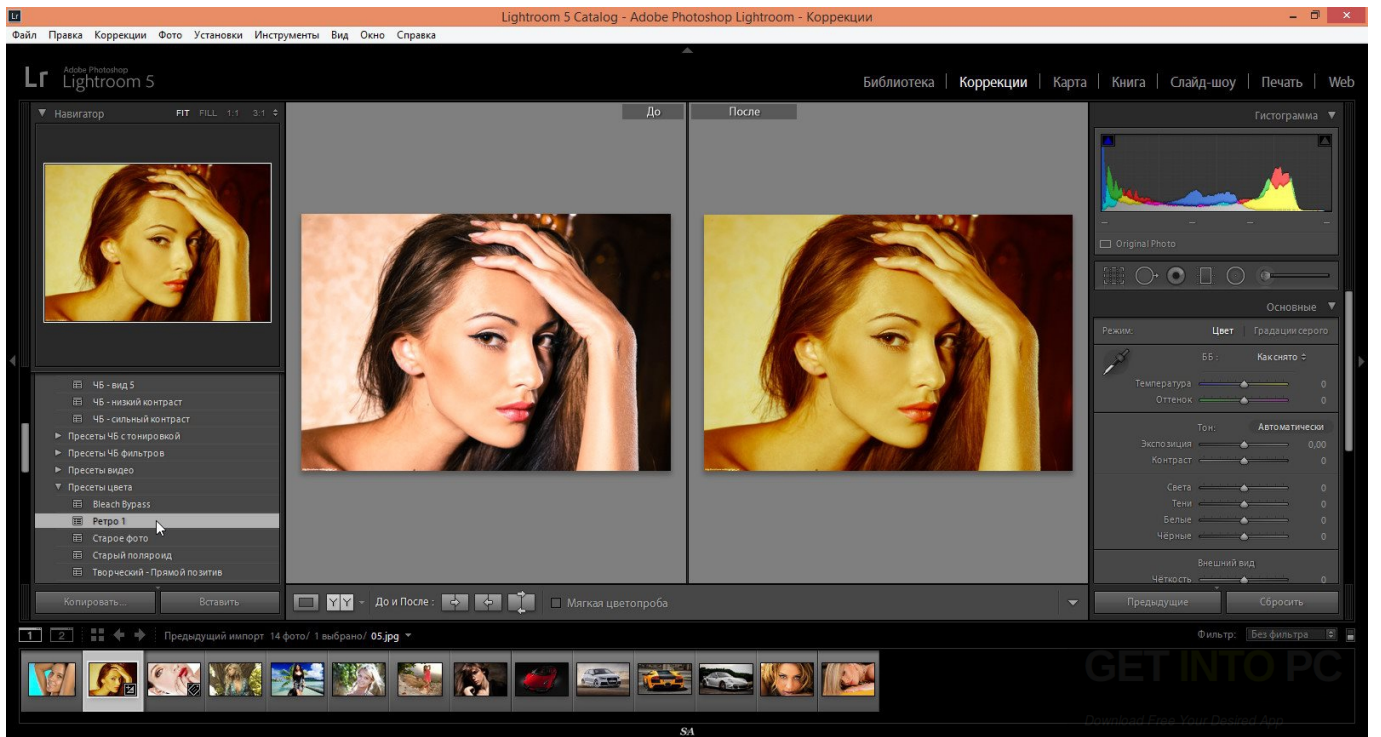 Lr Lightroom 5 Catalog - Adobe Photoshop Lightroom - Коррекции
Файл Правка Коррекции Фото Установки Инструменты Вид Окно Справка
Lr Adobe Photoshop Lightroom 5
Библиотека | Коррекции | Карта | Книга | Слайд-шоу | Печать | Web
Навигатор FIT FILL 1:1 3:1
До
После
Гистограмма
Original Photo
Основные
Режим: Цвет Градации серого
ББ : Как снято
Температура 0
Оттенок 0
Тон: Автоматически
Экспозиция 0,00
Контраст 0
Света 0
Тени 0
Белые 0
Чёрные 0
Внешний вид
Чёткость 0
ЧБ - вид 5
ЧБ - низкий контраст
ЧБ - сильный контраст
Пресеты ЧБ с тонировкой
Пресеты ЧБ фильтров
Пресеты видео
Пресеты цвета
Bleach Bypass
Ретро 1
Старое фото
Старый поляроид
Творческий - Прямой позитив
Копировать... Вставить
YY До и После : Мягкая цветопроба
Предыдущие Сбросить
1 2 Предыдущий импорт 14 фото/ 1 выбрано/ 05.jpg
Фильтр: Без фильтра
GET INTO PC
Download Free Your Desired App
SA